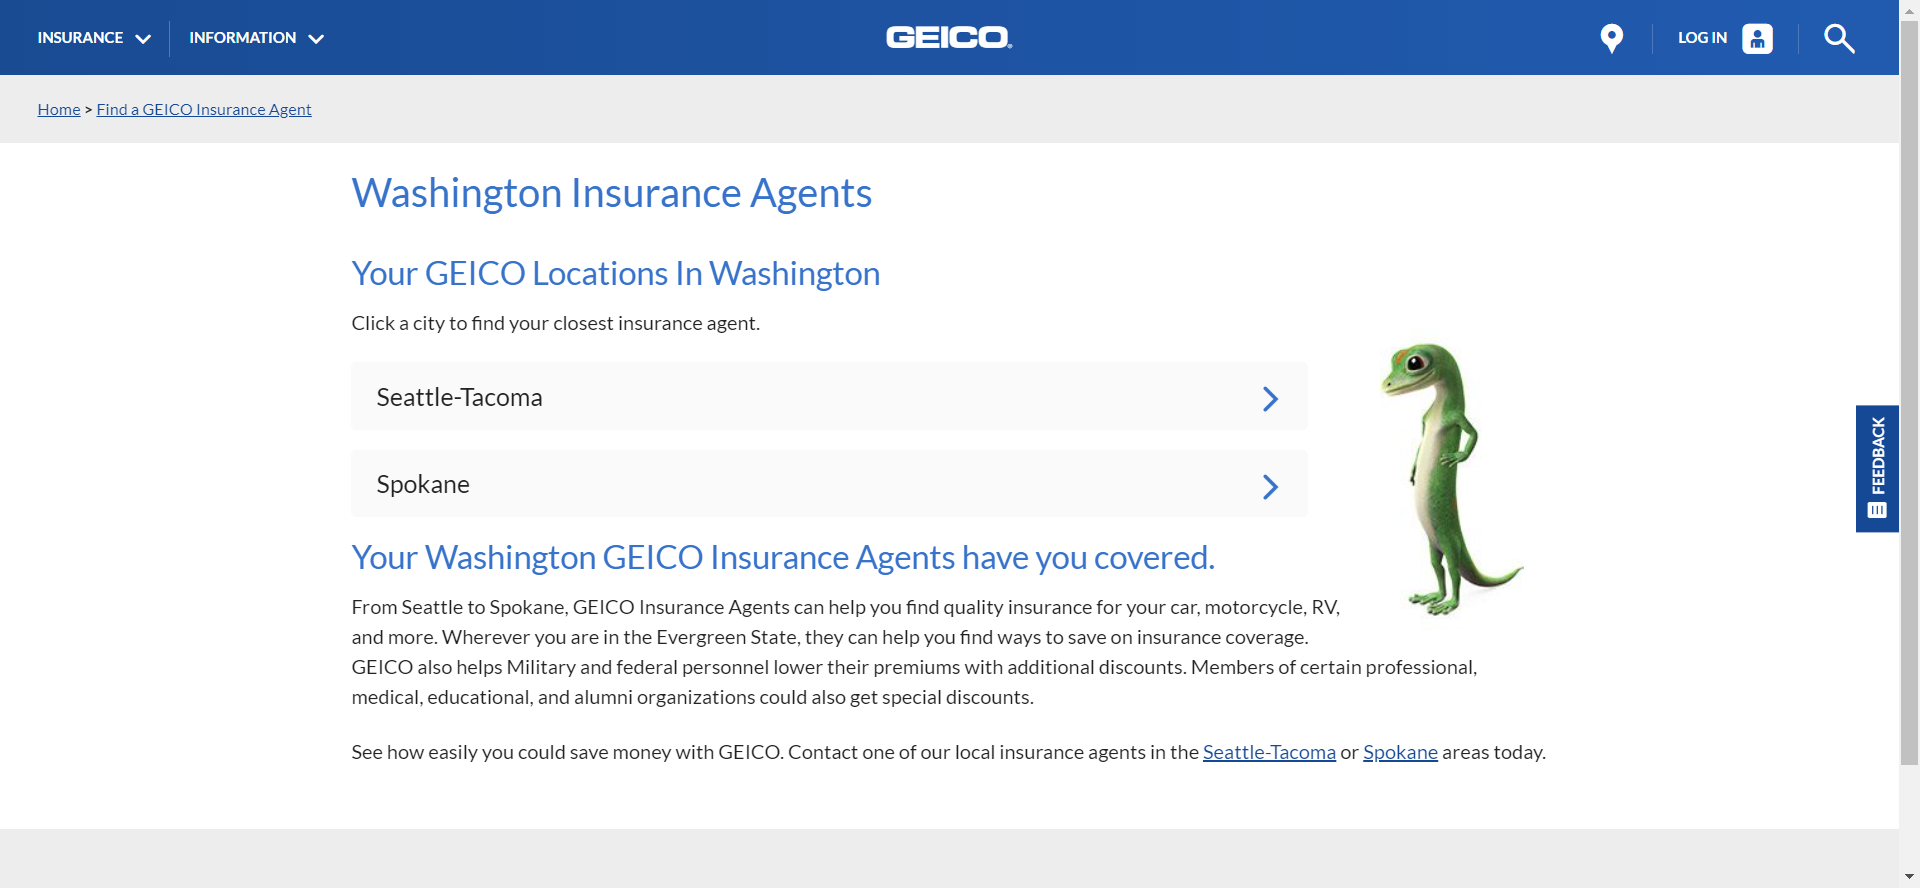 INSURANCE
INFORMATION
GEICO
LOG IN
Home > Find a GEICO Insurance Agent
Washington Insurance Agents
Your GEICO Locations In Washington
Click a city to find your closest insurance agent.
Seattle-Tacoma
Spokane
FEEDBACK
Your Washington GEICO Insurance Agents have you covered.
From Seattle to Spokane, GEICO Insurance Agents can help you find quality insurance for your car, motorcycle, RV,
and more. Wherever you are in the Evergreen State, they can help you find ways to save on insurance coverage.
GEICO also helps Military and federal personnel lower their premiums with additional discounts. Members of certain professional,
medical, educational, and alumni organizations could also get special discounts.
See how easily you could save money with GEICO. Contact one of our local insurance agents in the Seattle-Tacoma or Spokane areas today.